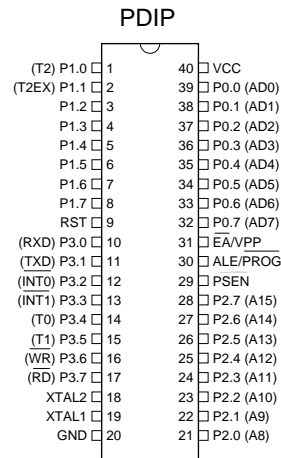 PDIP
(T2) P1.0 1 40 VCC
(T2EX) P1.1 2 39 P0.0 (AD0)
P1.2 3 38 P0.1 (AD1)
P1.3 4 37 P0.2 (AD2)
P1.4 5 36 P0.3 (AD3)
P1.5 6 35 P0.4 (AD4)
P1.6 7 34 P0.5 (AD5)
P1.7 8 33 P0.6 (AD6)
RST 9 32 P0.7 (AD7)
(RXD) P3.0 10 31 E̅A̅/VPP
(TXD) P3.1 11 30 ALE/P̅R̅O̅G̅
(I̅N̅T̅0̅) P3.2 12 29 P̅S̅E̅N̅
(I̅N̅T̅1̅) P3.3 13 28 P2.7 (A15)
(T0) P3.4 14 27 P2.6 (A14)
(T1) P3.5 15 26 P2.5 (A13)
(W̅R̅) P3.6 16 25 P2.4 (A12)
(R̅D̅) P3.7 17 24 P2.3 (A11)
XTAL2 18 23 P2.2 (A10)
XTAL1 19 22 P2.1 (A9)
GND 20 21 P2.0 (A8)